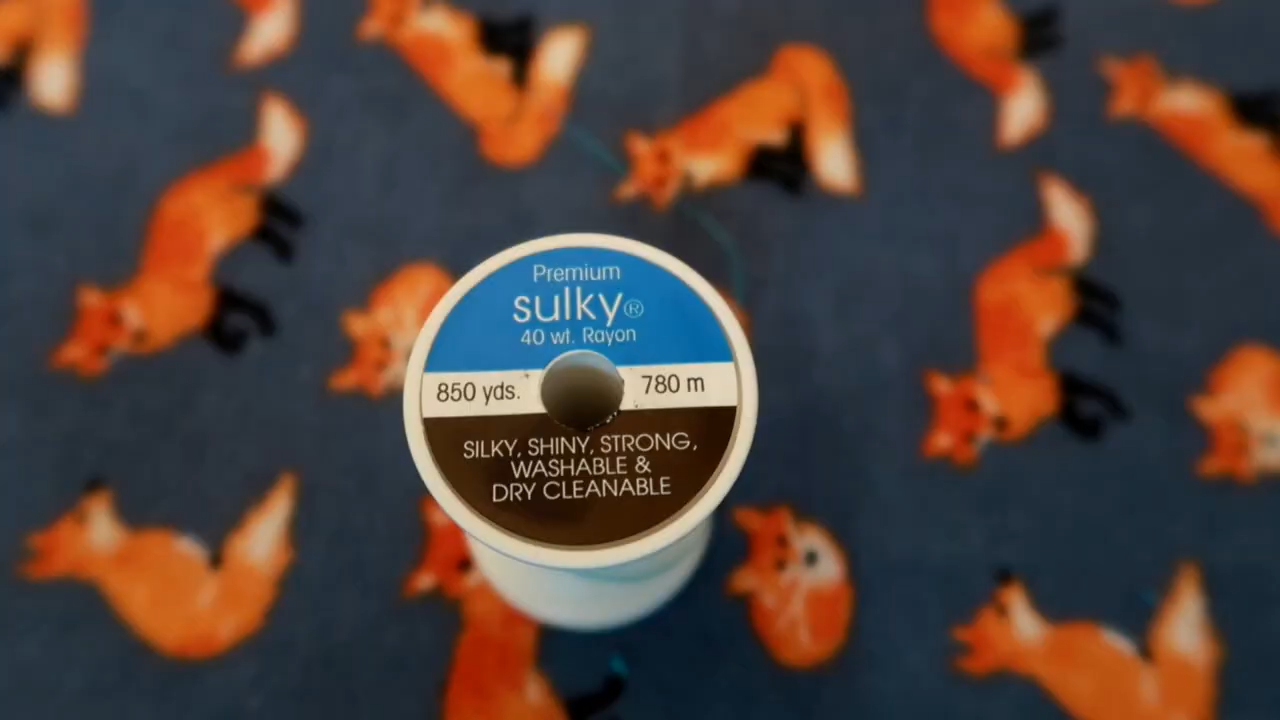 Premium
sulky®
40 wt. Rayon
850 yds. 780 m
SILKY, SHINY, STRONG,
WASHABLE &
DRY CLEANABLE